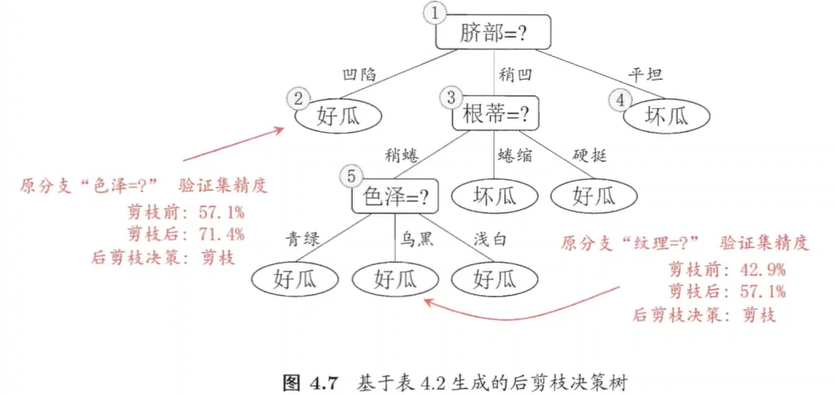 ① 脐部=?
凹陷 稍凹 平坦
② 好瓜 ③ 根蒂=? ④ 坏瓜
稍蜷 蜷缩 硬挺
原分支“色泽=?” 验证集精度
剪枝前: 57.1%
剪枝后: 71.4%
后剪枝决策: 剪枝
⑤ 色泽=? 坏瓜 好瓜
青绿 乌黑 浅白
好瓜 好瓜 好瓜
原分支“纹理=?” 验证集精度
剪枝前: 42.9%
剪枝后: 57.1%
后剪枝决策: 剪枝
图 4.7 基于表 4.2 生成的后剪枝决策树